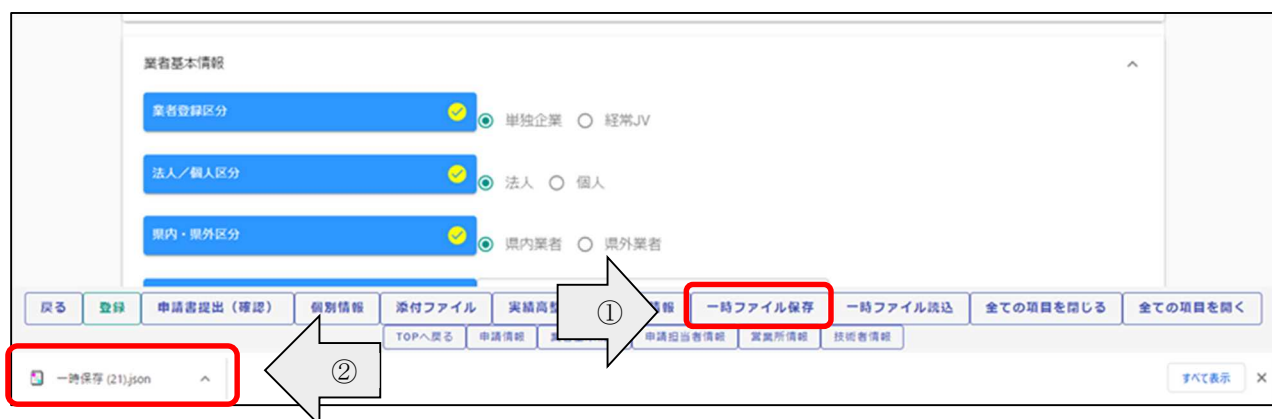 業者基本情報
業者登録区分
単独企業 経常JV
法人／個人区分
法人 個人
県内・県外区分
県内業者 県外業者
戻る 登録 申請書提出（確認） 個別情報 添付ファイル 実績高 ① 報 一時ファイル保存 一時ファイル読込 全ての項目を閉じる 全ての項目を開く
TOPへ戻る 申請情報 申請担当者情報 営業所情報 技術者情報
一時保存 (21).json ② すべて表示